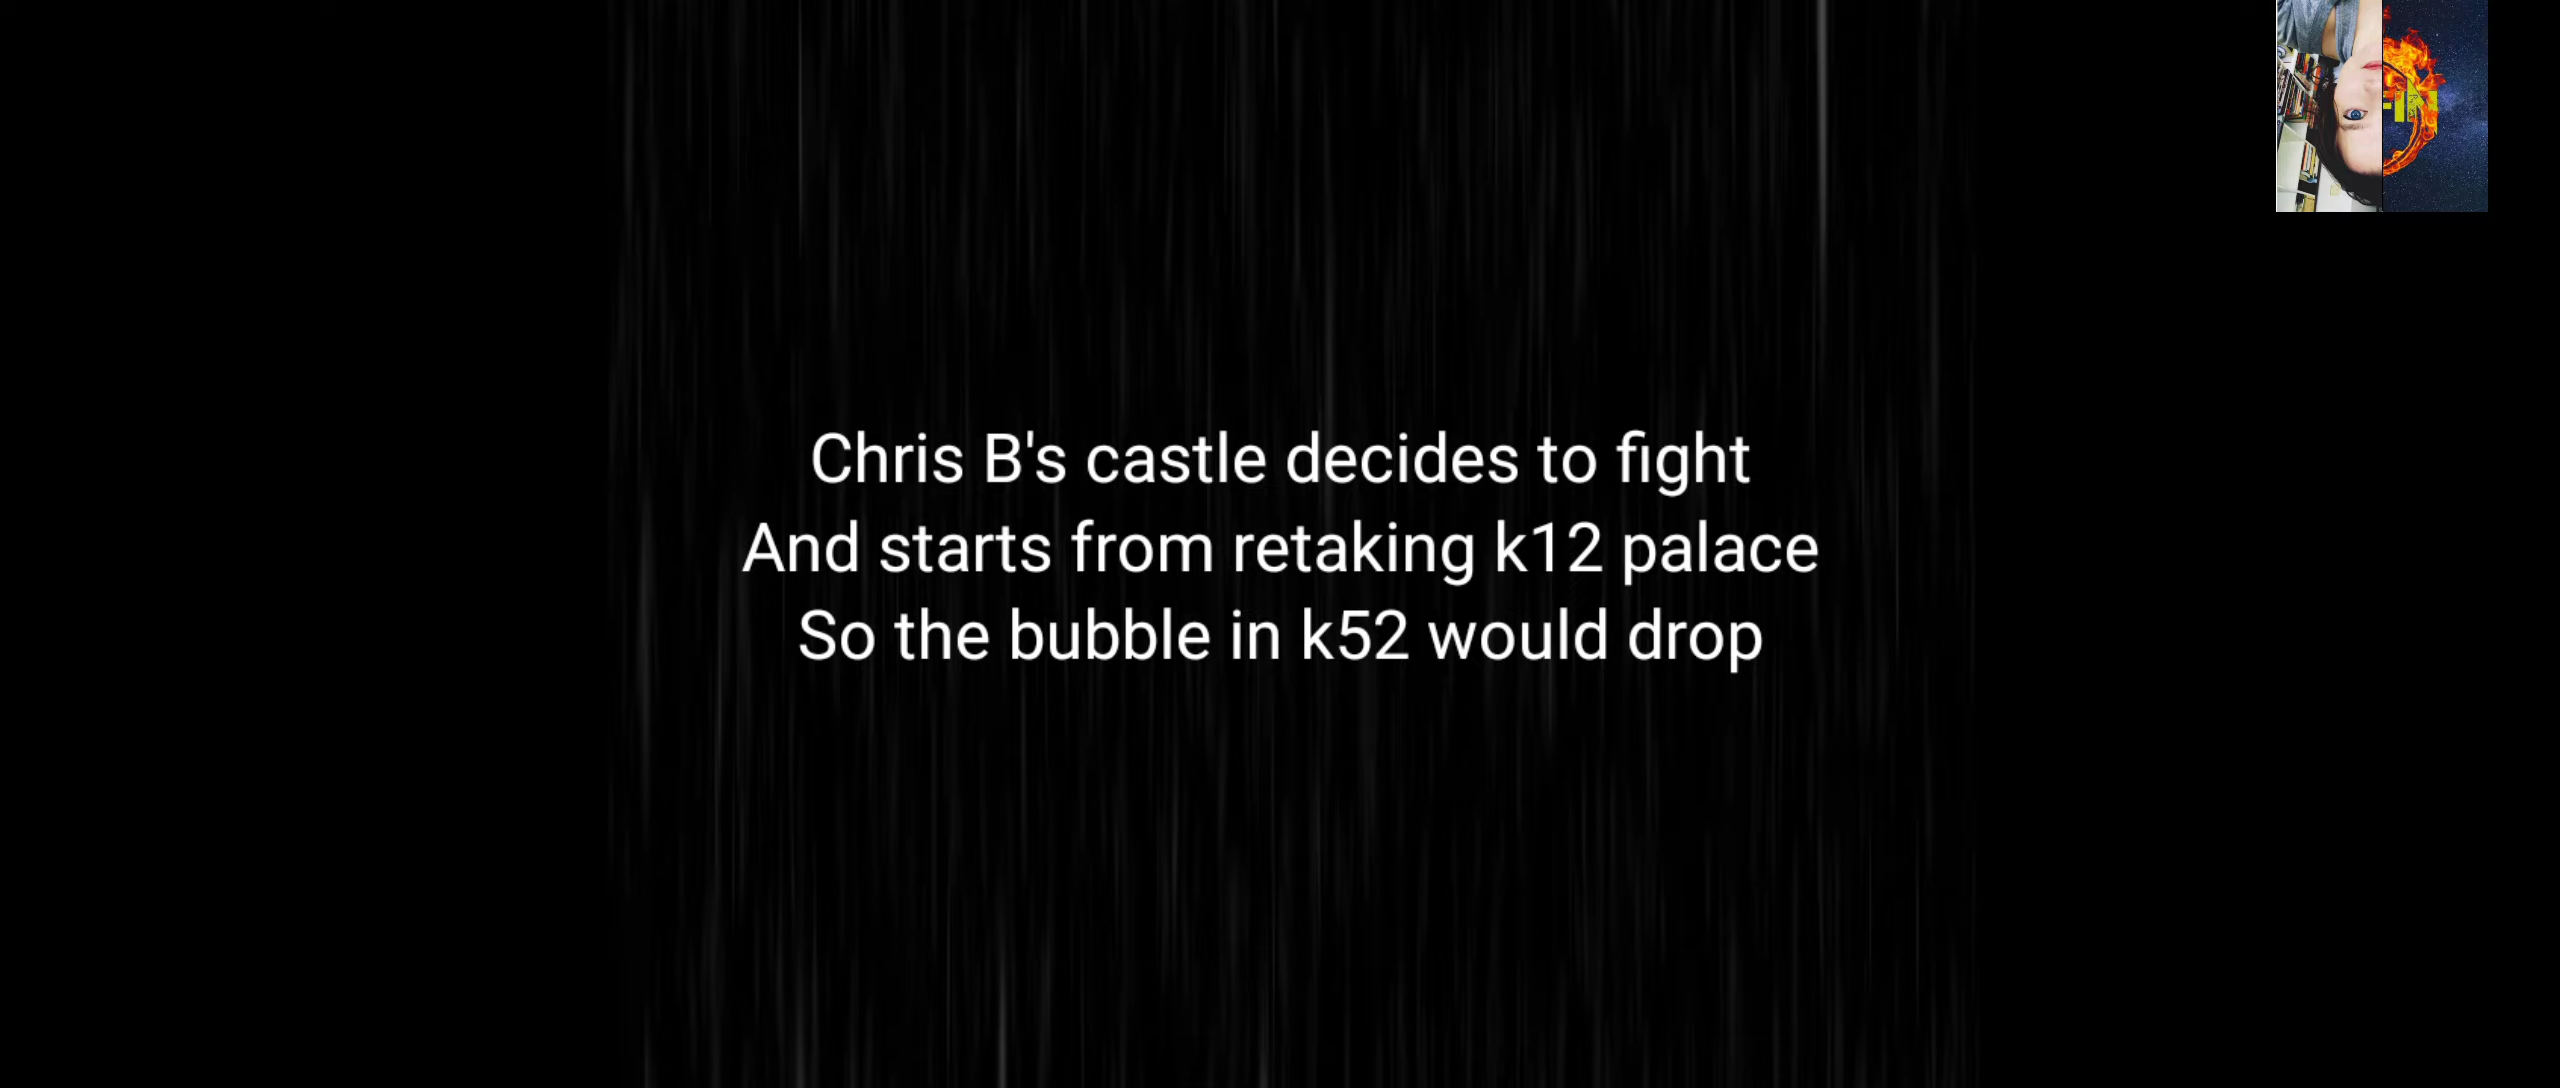 Chris B's castle decides to fight
And starts from retaking k12 palace
So the bubble in k52 would drop